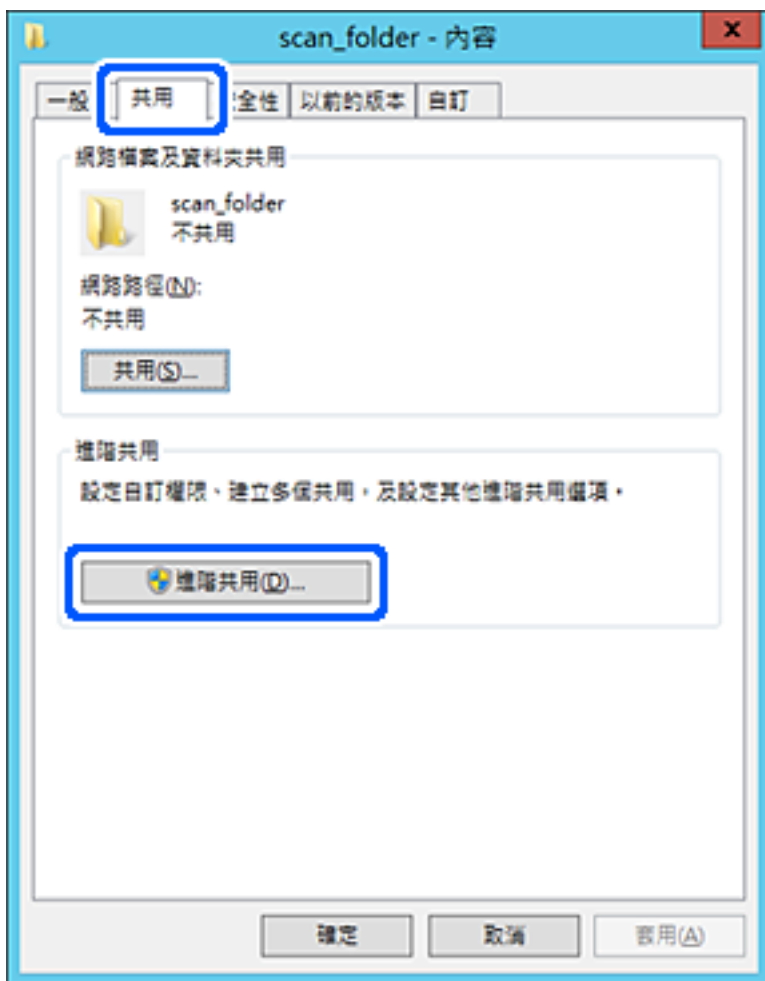 scan_folder - 內容
一般 共用 全性 以前的版本 自訂
網路檔案及資料夾共用
scan_folder
不共用
網路路徑(N):
不共用
共用(S)...
進階共用
設定自訂權限、建立多個共用，及設定其他進階共用選項。
進階共用(D)...
確定 取消 套用(A)